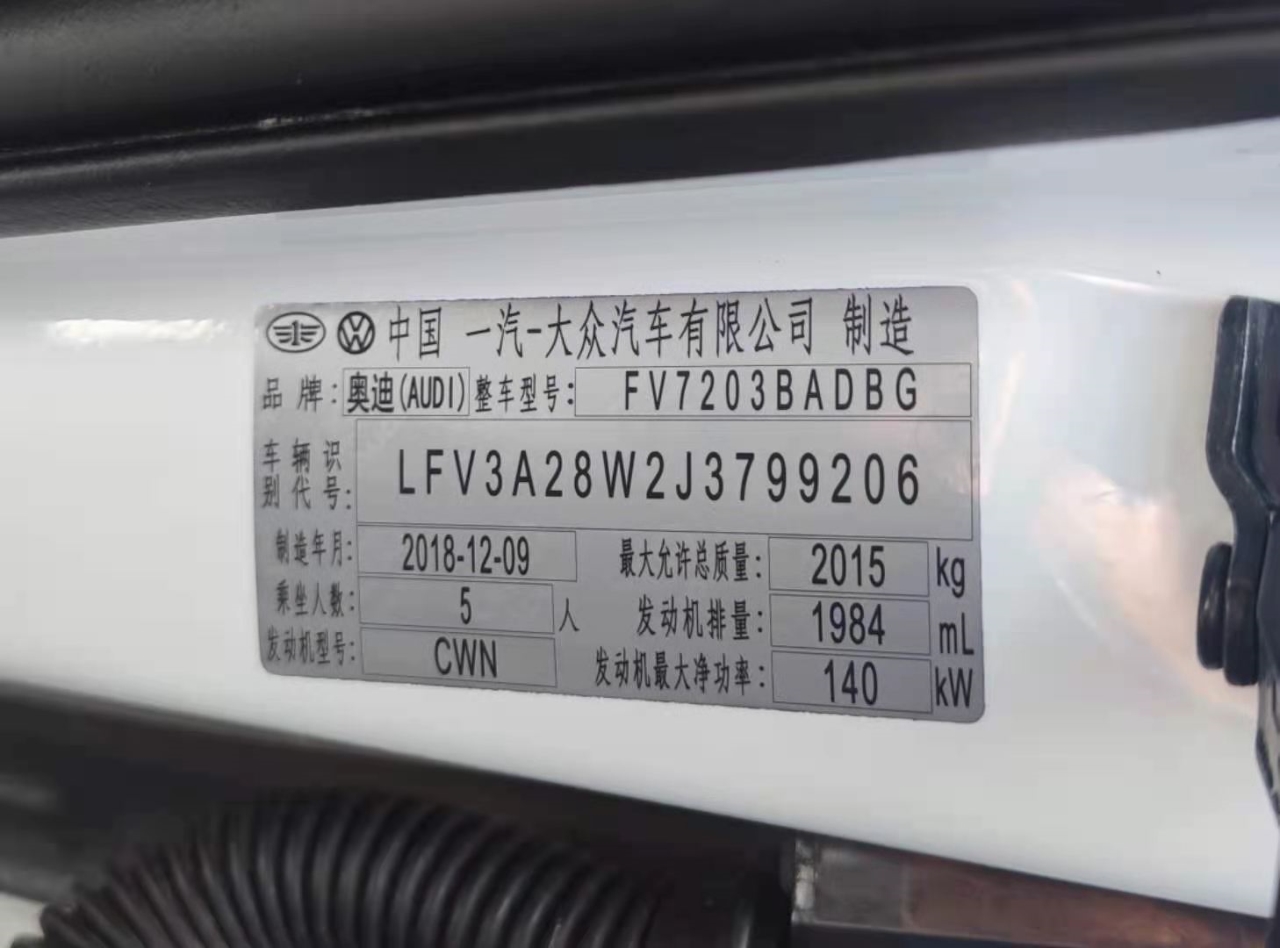 中国 一汽-大众汽车有限公司 制造
品牌: 奥迪(AUDI) 整车型号: FV7203BADBG
车辆识别代号: LFV3A28W2J3799206
制造年月: 2018-12-09 最大允许总质量: 2015 kg
乘坐人数: 5 人 发动机排量: 1984 mL
发动机型号: CWN 发动机最大净功率: 140 kW